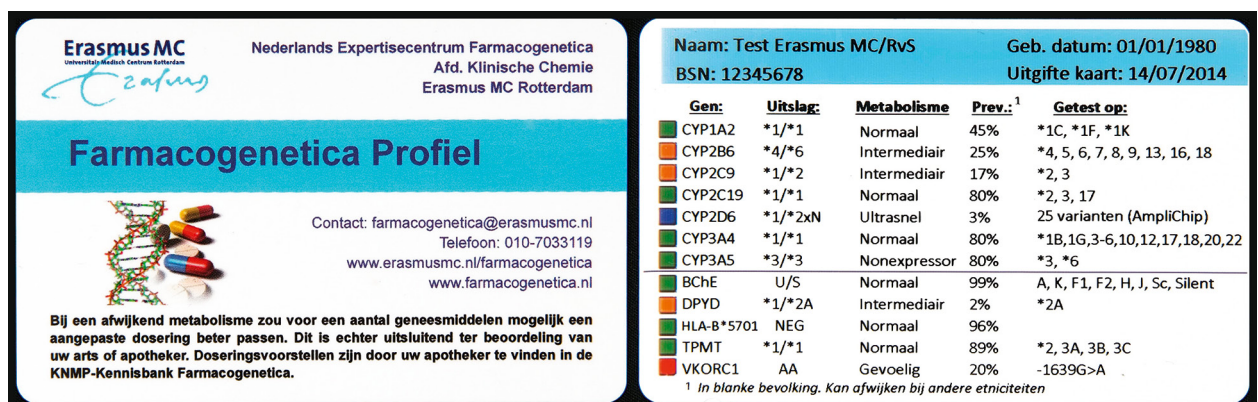 Erasmus MC
Universitair Medisch Centrum Rotterdam
Erasmus
Nederlands Expertisecentrum Farmacogenetica
Afd. Klinische Chemie
Erasmus MC Rotterdam
Farmacogenetica Profiel
Contact: farmacogenetica@erasmusmc.nl
Telefoon: 010-7033119
www.erasmusmc.nl/farmacogenetica
www.farmacogenetica.nl
Bij een afwijkend metabolisme zou voor een aantal geneesmiddelen mogelijk een
aangepaste dosering beter passen. Dit is echter uitsluitend ter beoordeling van
uw arts of apotheker. Doseringsvoorstellen zijn door uw apotheker te vinden in de
KNMP-Kennisbank Farmacogenetica.
Naam: Test Erasmus MC/RvS Geb. datum: 01/01/1980
BSN: 12345678 Uitgifte kaart: 14/07/2014
Gen: Uitslag: Metabolisme Prev.: 1 Getest op:
CYP1A2 *1/*1 Normaal 45% *1C, *1F, *1K
CYP2B6 *4/*6 Intermediair 25% *4, 5, 6, 7, 8, 9, 13, 16, 18
CYP2C9 *1/*2 Intermediair 17% *2, 3
CYP2C19 *1/*1 Normaal 80% *2, 3, 17
CYP2D6 *1/*2xN Ultrasnel 3% 25 varianten (AmpliChip)
CYP3A4 *1/*1 Normaal 80% *1B,1G,3-6,10,12,17,18,20,22
CYP3A5 *3/*3 Nonexpressor 80% *3, *6
BChE U/S Normaal 99% A, K, F1, F2, H, J, Sc, Silent
DPYD *1/*2A Intermediair 2% *2A
HLA-B*5701 NEG Normaal 96%
TPMT *1/*1 Normaal 89% *2, 3A, 3B, 3C
VKORC1 AA Gevoelig 20% -1639G>A
1 In blanke bevolking. Kan afwijken bij andere etniciteiten